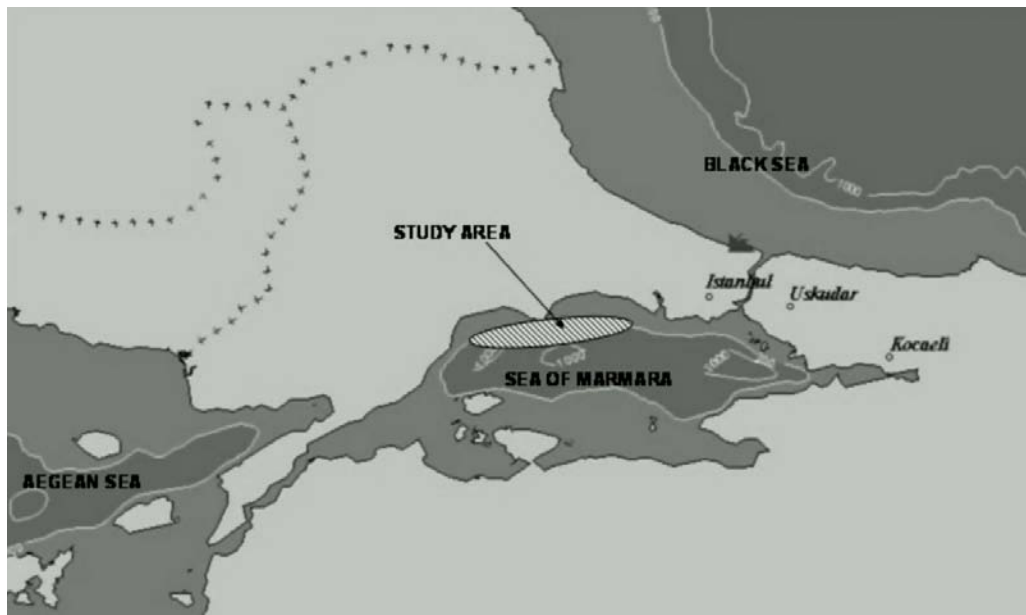 BLACK SEA
1000
STUDY AREA
Istanbul
Uskudar
Kocaeli
1000
1000
SEA OF MARMARA
AEGEAN SEA